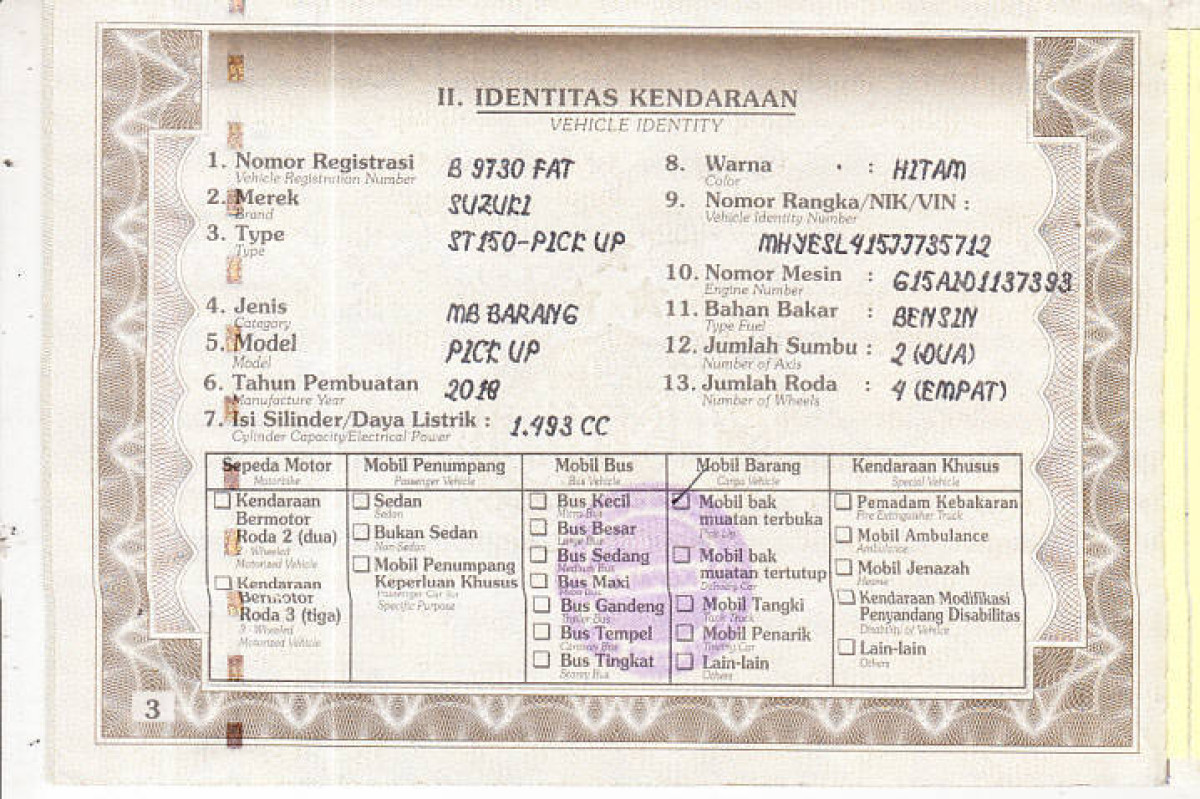 II. IDENTITAS KENDARAAN
VEHICLE IDENTITY
1. Nomor Registrasi B 9730 FAT
Vehicle Registration Number
2. Merek SUZUKI
Brand
3. Type ST150-PICK UP
Type
4. Jenis MB BARANG
Category
5. Model PICK UP
Model
6. Tahun Pembuatan 2018
Manufacture Year
7. Isi Silinder/Daya Listrik : 1.493 CC
Cylinder Capacity/Electrical Power
8. Warna : HITAM
Color
9. Nomor Rangka/NIK/VIN :
Vehicle Identity Number
MHYESL415JJ735712
10. Nomor Mesin : G15AID1137393
Engine Number
11. Bahan Bakar : BENSIN
Type Fuel
12. Jumlah Sumbu : 2 (DUA)
Number of Axis
13. Jumlah Roda : 4 (EMPAT)
Number of Wheels
Sepeda Motor
Motorbike
Kendaraan
Bermotor
Roda 2 (dua)
2 - Wheeled
Motorized Vehicle
Kendaraan
Bermotor
Roda 3 (tiga)
3 - Wheeled
Motorized Vehicle
Mobil Penumpang
Passenger Vehicle
Sedan
Sedan
Bukan Sedan
Non-Sedan
Mobil Penumpang
Keperluan Khusus
Passenger Car for
Specific Purpose
Mobil Bus
Bus Vehicle
Bus Kecil
Micro Bus
Bus Besar
Large Bus
Bus Sedang
Medium Bus
Bus Maxi
Maxi Bus
Bus Gandeng
Trailer Bus
Bus Tempel
Caravan Bus
Bus Tingkat
Storey Bus
Mobil Barang
Cargo Vehicle
Mobil bak
muatan terbuka
Pick Up
Mobil bak
muatan tertutup
Delivery Car
Mobil Tangki
Tank Truck
Mobil Penarik
Towing Car
Lain-lain
Others
Kendaraan Khusus
Special Vehicle
Pemadam Kebakaran
Fire Extinguisher Truck
Mobil Ambulance
Ambulance
Mobil Jenazah
Hearse
Kendaraan Modifikasi
Penyandang Disabilitas
Disability of Vehicle
Lain-lain
Others
3